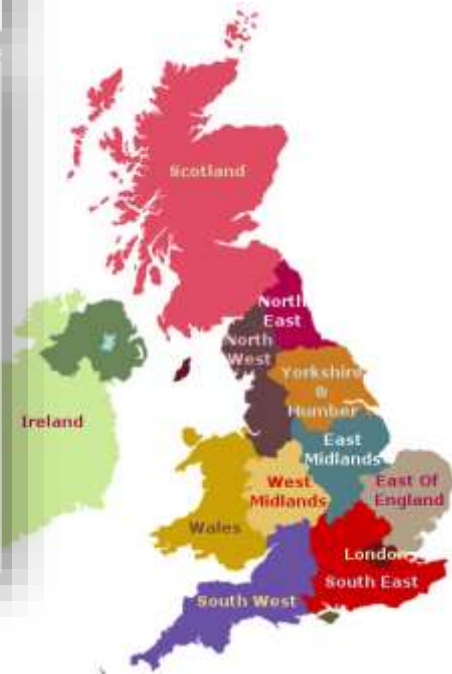 Scotland
North
East
North
West
Yorkshire
&
Humber
Ireland
East
Midlands
West
Midlands
East Of
England
Wales
London
South East
South West